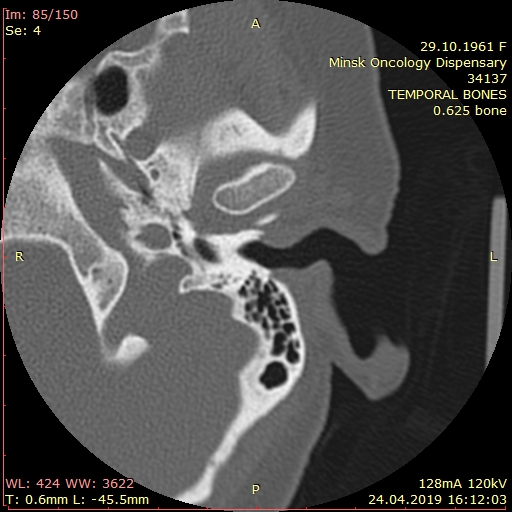 Im: 85/150
Se: 4
A
29.10.1961 F
Minsk Oncology Dispensary
34137
TEMPORAL BONES
0.625 bone
R
L
WL: 424 WW: 3622
T: 0.6mm L: -45.5mm
P
128mA 120kV
24.04.2019 16:12:03